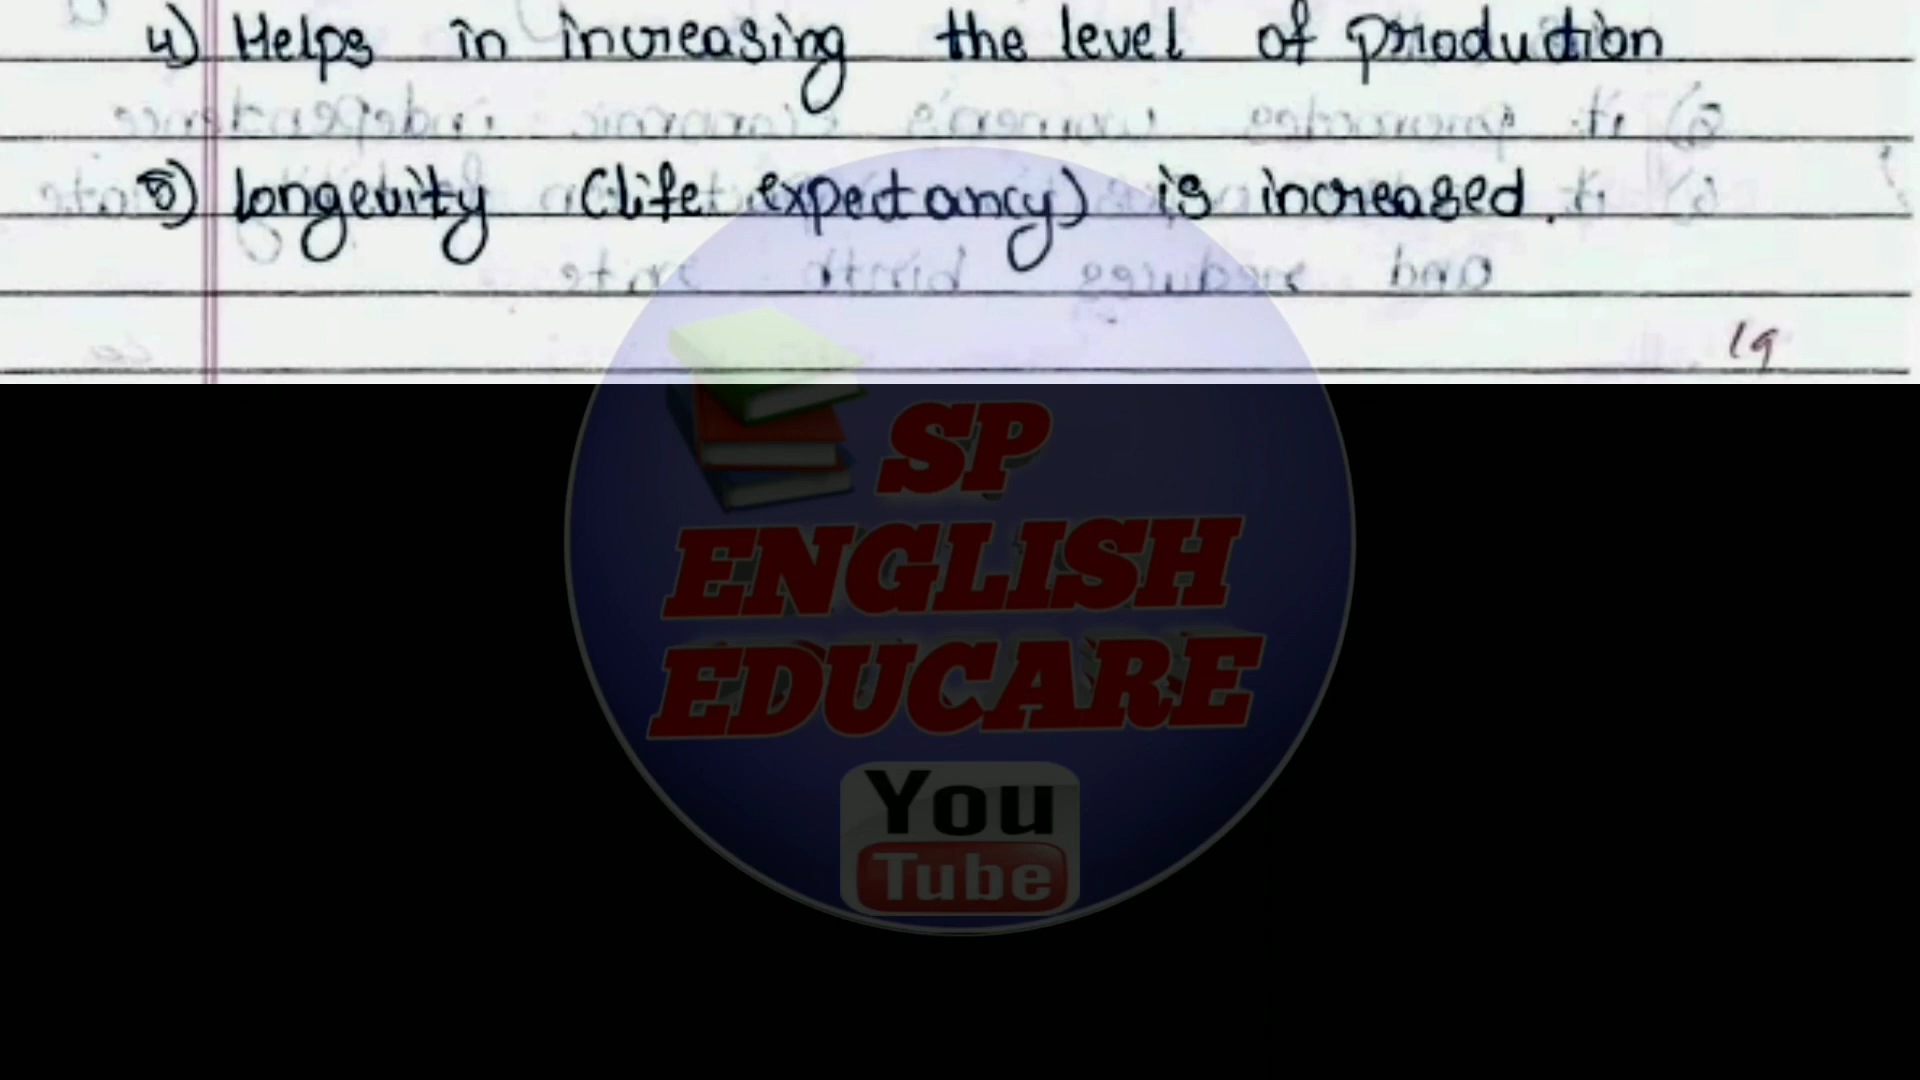 4) Helps in increasing the level of production
5) longevity (life expectancy) is increased.
19
SP
ENGLISH
EDUCARE
You
Tube